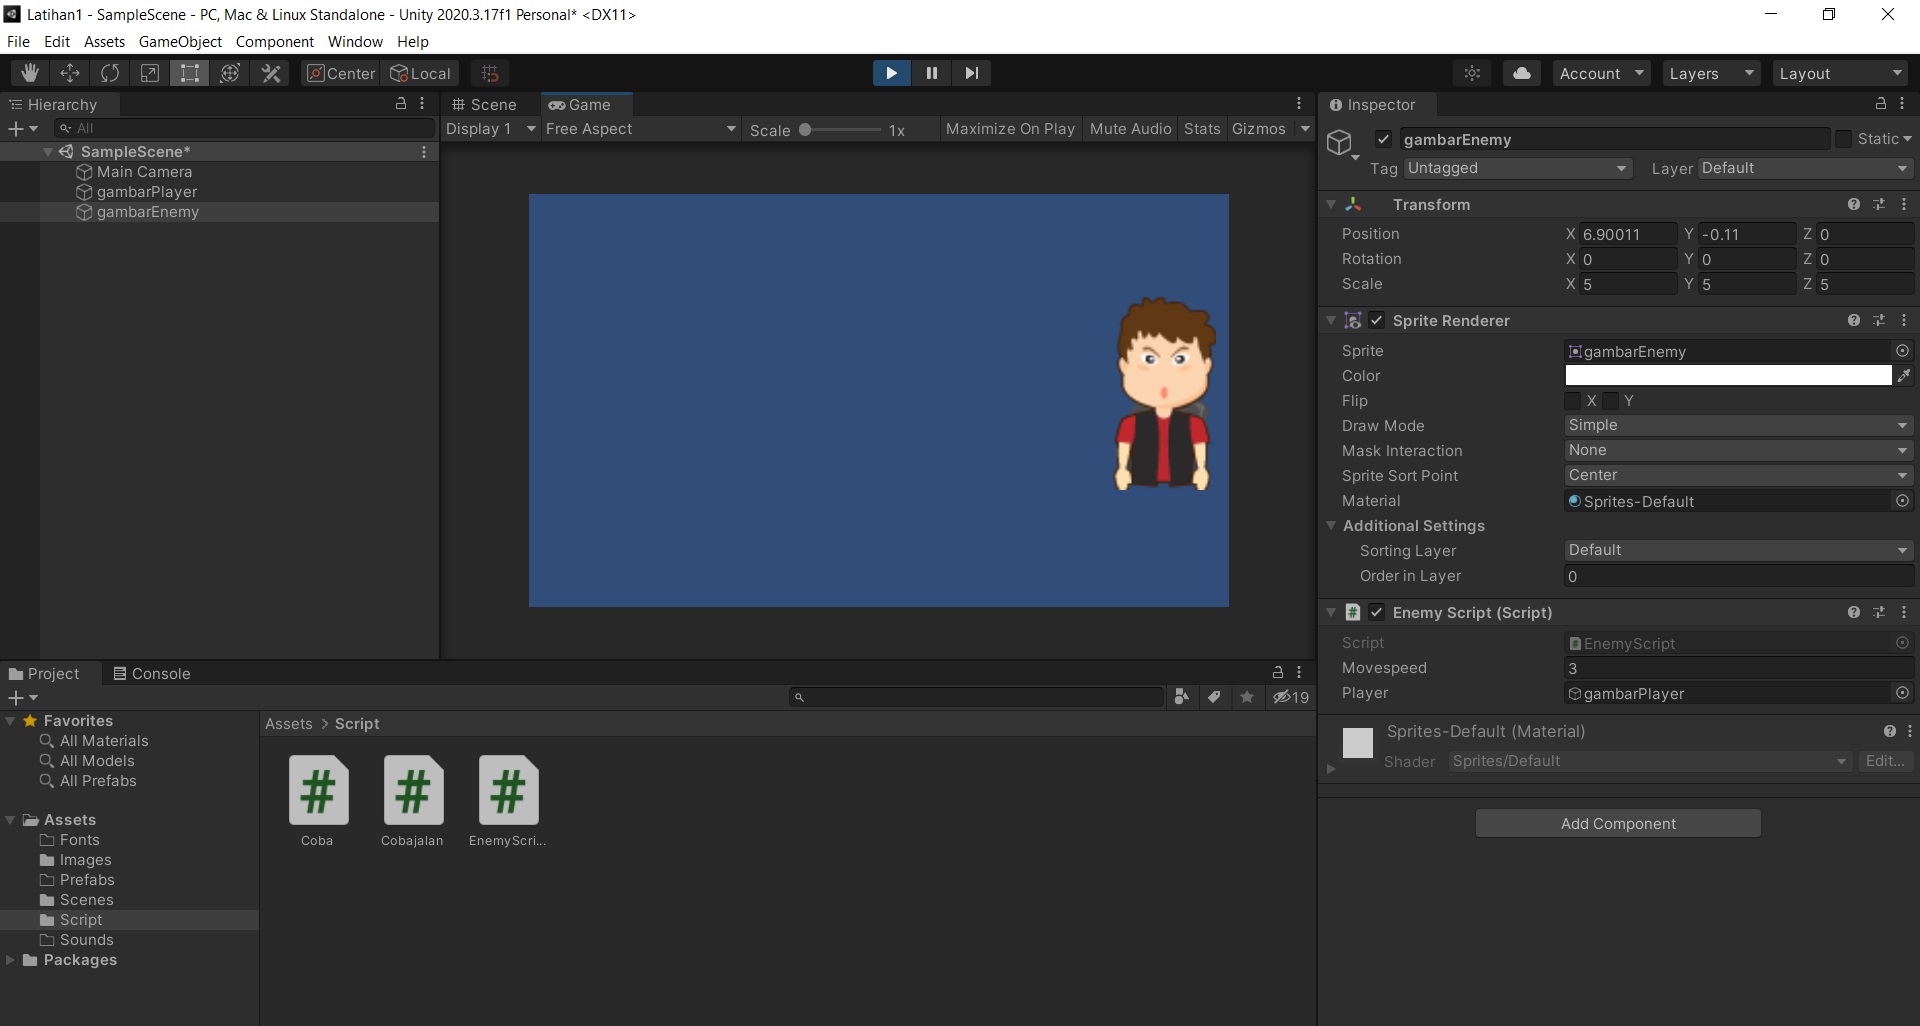 Latihan1 - SampleScene - PC, Mac & Linux Standalone - Unity 2020.3.17f1 Personal* <DX11>
File Edit Assets GameObject Component Window Help
Center Local Account Layers Layout
Hierarchy
All
SampleScene*
Main Camera
gambarPlayer
gambarEnemy
Scene Game
Display 1 Free Aspect Scale 1x Maximize On Play Mute Audio Stats Gizmos
Inspector
gambarEnemy Static
Tag Untagged Layer Default
Transform
Position X 6.90011 Y -0.11 Z 0
Rotation X 0 Y 0 Z 0
Scale X 5 Y 5 Z 5
Sprite Renderer
Sprite gambarEnemy
Color
Flip X Y
Draw Mode Simple
Mask Interaction None
Sprite Sort Point Center
Material Sprites-Default
Additional Settings
Sorting Layer Default
Order in Layer 0
Enemy Script (Script)
Script EnemyScript
Movespeed 3
Player gambarPlayer
Sprites-Default (Material)
Shader Sprites/Default Edit...
Add Component
Project Console
19
Favorites
All Materials
All Models
All Prefabs
Assets
Fonts
Images
Prefabs
Scenes
Script
Sounds
Packages
Assets > Script
Coba Cobajalan EnemyScri...